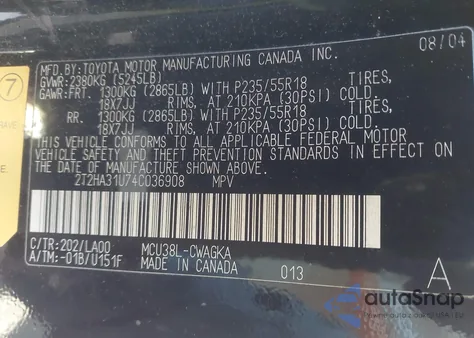 MFD.BY:TOYOTA MOTOR MANUFACTURING CANADA INC. 08/04
GVWR:2380KG (5245LB)
GAWR:FRT. 1300KG (2865LB) WITH P235/55R18 TIRES,
18X7JJ RIMS, AT 210KPA (30PSI) COLD.
RR. 1300KG (2865LB) WITH P235/55R18 TIRES,
18X7JJ RIMS, AT 210KPA (30PSI) COLD.
THIS VEHICLE CONFORMS TO ALL APPLICABLE FEDERAL MOTOR
VEHICLE SAFETY AND THEFT PREVENTION STANDARDS IN EFFECT ON
THE DATE OF MANUFACTURE SHOWN ABOVE.
2T2HA31U74C036908 MPV
C/TR:202/LA00 MCU38L-CWAGKA
A/TM:-01B/U151F MADE IN CANADA 013 A
7
autoSnap